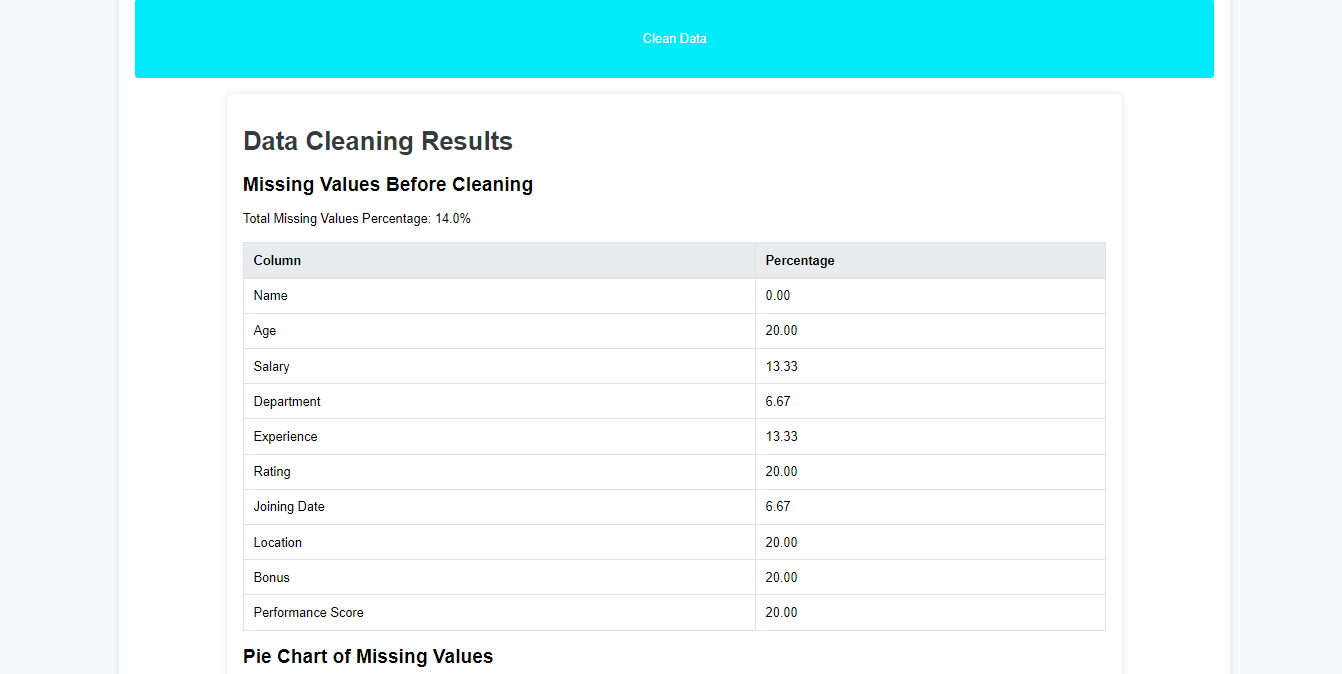 Clean Data
Data Cleaning Results
Missing Values Before Cleaning
Total Missing Values Percentage: 14.0%
Column Percentage
Name 0.00
Age 20.00
Salary 13.33
Department 6.67
Experience 13.33
Rating 20.00
Joining Date 6.67
Location 20.00
Bonus 20.00
Performance Score 20.00
Pie Chart of Missing Values